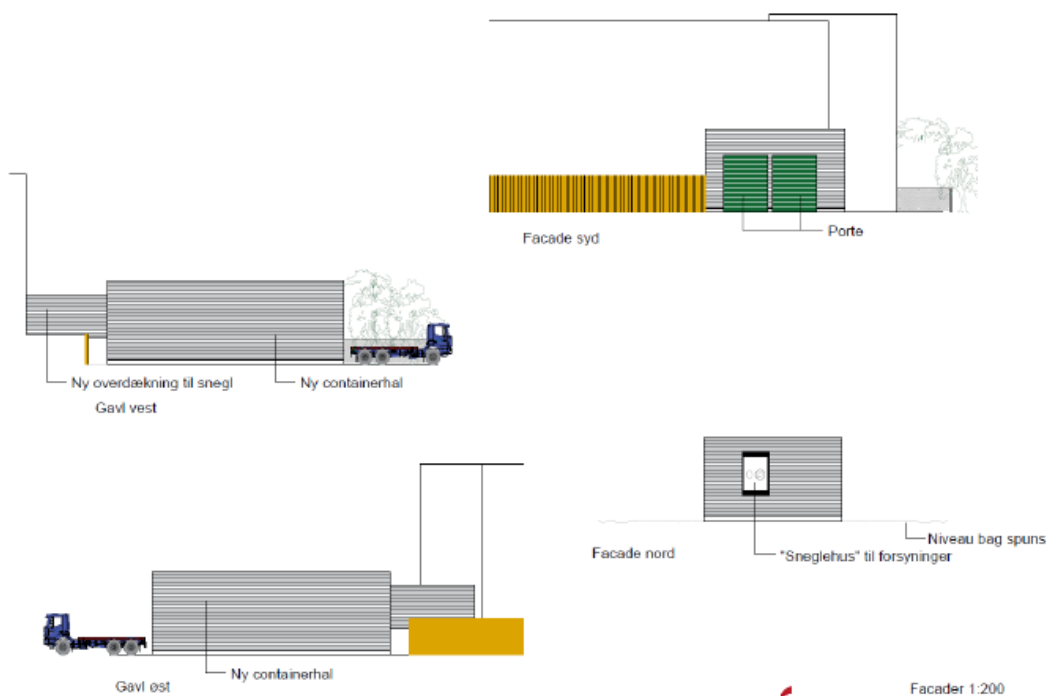 Porte
Facade syd
Ny overdækning til snegl
Ny containerhal
Gavl vest
Niveau bag spuns
Facade nord
"Sneglehus" til forsyninger
Ny containerhal
Gavl øst
Facader 1:200